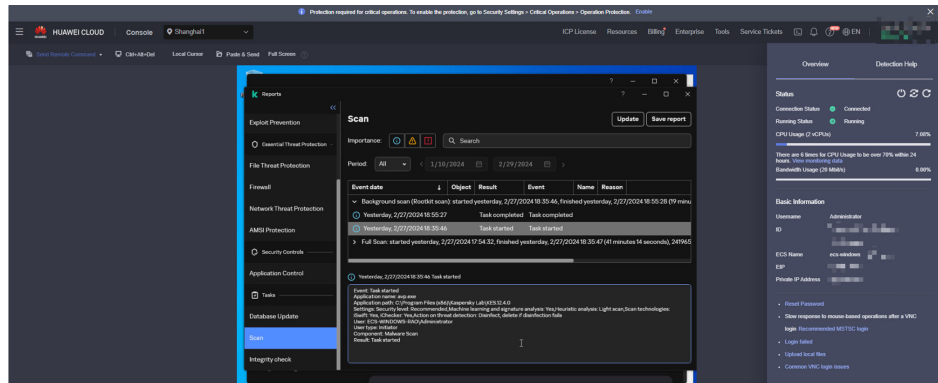 Protection required for critical operations. To enable the protection, go to Security Settings > Critical Operations > Operation Protection. Enable
HUAWEI CLOUD
Console
Shanghai1
ICP License
Resources
Billing
Enterprise
Tools
Service Tickets
EN
Send Remote Command
Ctrl+Alt+Del
Local Cursor
Paste & Send
Full Screen
Reports
Exploit Prevention
Essential Threat Protection
File Threat Protection
Firewall
Network Threat Protection
AMSI Protection
Security Controls
Application Control
Tasks
Database Update
Scan
Integrity check
Scan
Update
Save report
Importance:
Search
Period: All
1/10/2024
2/29/2024
Event date Object Result Event Name Reason
Background scan (Rootkit scan): started yesterday, 2/27/2024 18:35:46, finished yesterday, 2/27/2024 18:55:28 (19 minu
Yesterday, 2/27/2024 18:55:27 Task completed Task completed
Yesterday, 2/27/2024 18:35:46 Task started Task started
Full Scan: started yesterday, 2/27/2024 17:54:32, finished yesterday, 2/27/2024 18:35:47 (41 minutes 14 seconds), 241965
Yesterday, 2/27/2024 18:35:46 Task started
Event: Task started
Application name: avp.exe
Application path: C:\Program Files (x86)\Kaspersky Lab\KES.12.4.0
Settings: Security level: Recommended,Machine learning and signature analysis: Yes,Heuristic analysis: Light scan,Scan technologies:
iSwift: Yes, iChecker: Yes,Action on threat detection: Disinfect, delete if disinfection fails
User: ECS-WINDOWS-RAO\Administrator
User type: Initiator
Component: Malware Scan
Result: Task started
Overview
Detection Help
Status
Connection Status Connected
Running Status Running
CPU Usage (2 vCPUs) 7.00%
There are 6 times for CPU Usage to be over 70% within 24
hours. View monitoring data
Bandwidth Usage (20 Mbit/s) 0.00%
Basic Information
Username Administrator
ID
ECS Name ecs-windows
EIP
Private IP Address
Reset Password
Slow response to mouse-based operations after a VNC
login Recommended MSTSC login
Login failed
Upload local files
Common VNC login issues